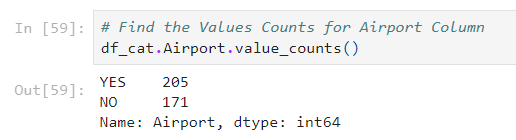 In [59]: # Find the Values Counts for Airport Column
df_cat.Airport.value_counts()
Out[59]: YES    205
NO     171
Name: Airport, dtype: int64